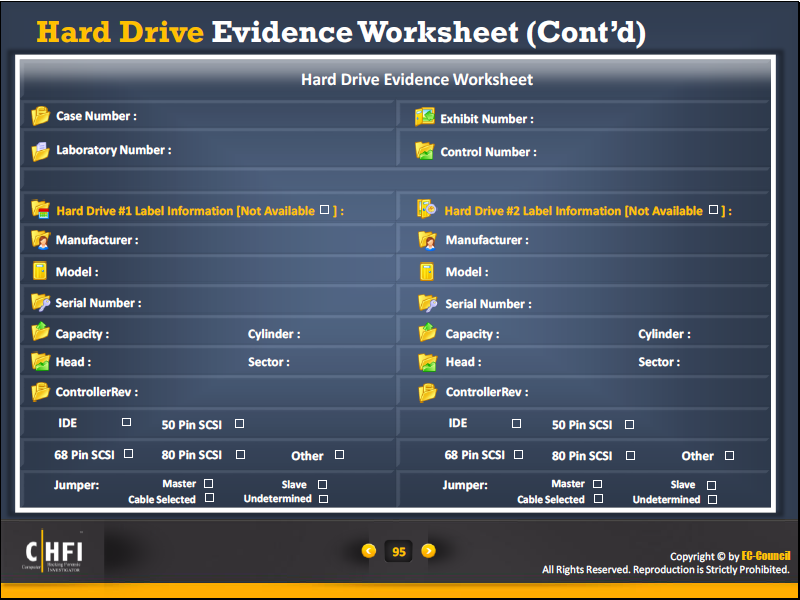 Hard Drive Evidence Worksheet (Cont’d)
Hard Drive Evidence Worksheet
Case Number : Exhibit Number :
Laboratory Number : Control Number :
Hard Drive #1 Label Information [Not Available ☐ ] : Hard Drive #2 Label Information [Not Available ☐ ] :
Manufacturer : Manufacturer :
Model : Model :
Serial Number : Serial Number :
Capacity : Cylinder : Capacity : Cylinder :
Head : Sector : Head : Sector :
ControllerRev : ControllerRev :
IDE ☐ 50 Pin SCSI ☐ IDE ☐ 50 Pin SCSI ☐
68 Pin SCSI ☐ 80 Pin SCSI ☐ Other ☐ 68 Pin SCSI ☐ 80 Pin SCSI ☐ Other ☐
Jumper: Master ☐ Slave ☐ Jumper: Master ☐ Slave ☐
Cable Selected ☐ Undetermined ☐ Cable Selected ☐ Undetermined ☐
CHFI
Computer Hacking Forensic
INVESTIGATOR
95
Copyright © by EC-Council
All Rights Reserved. Reproduction is Strictly Prohibited.